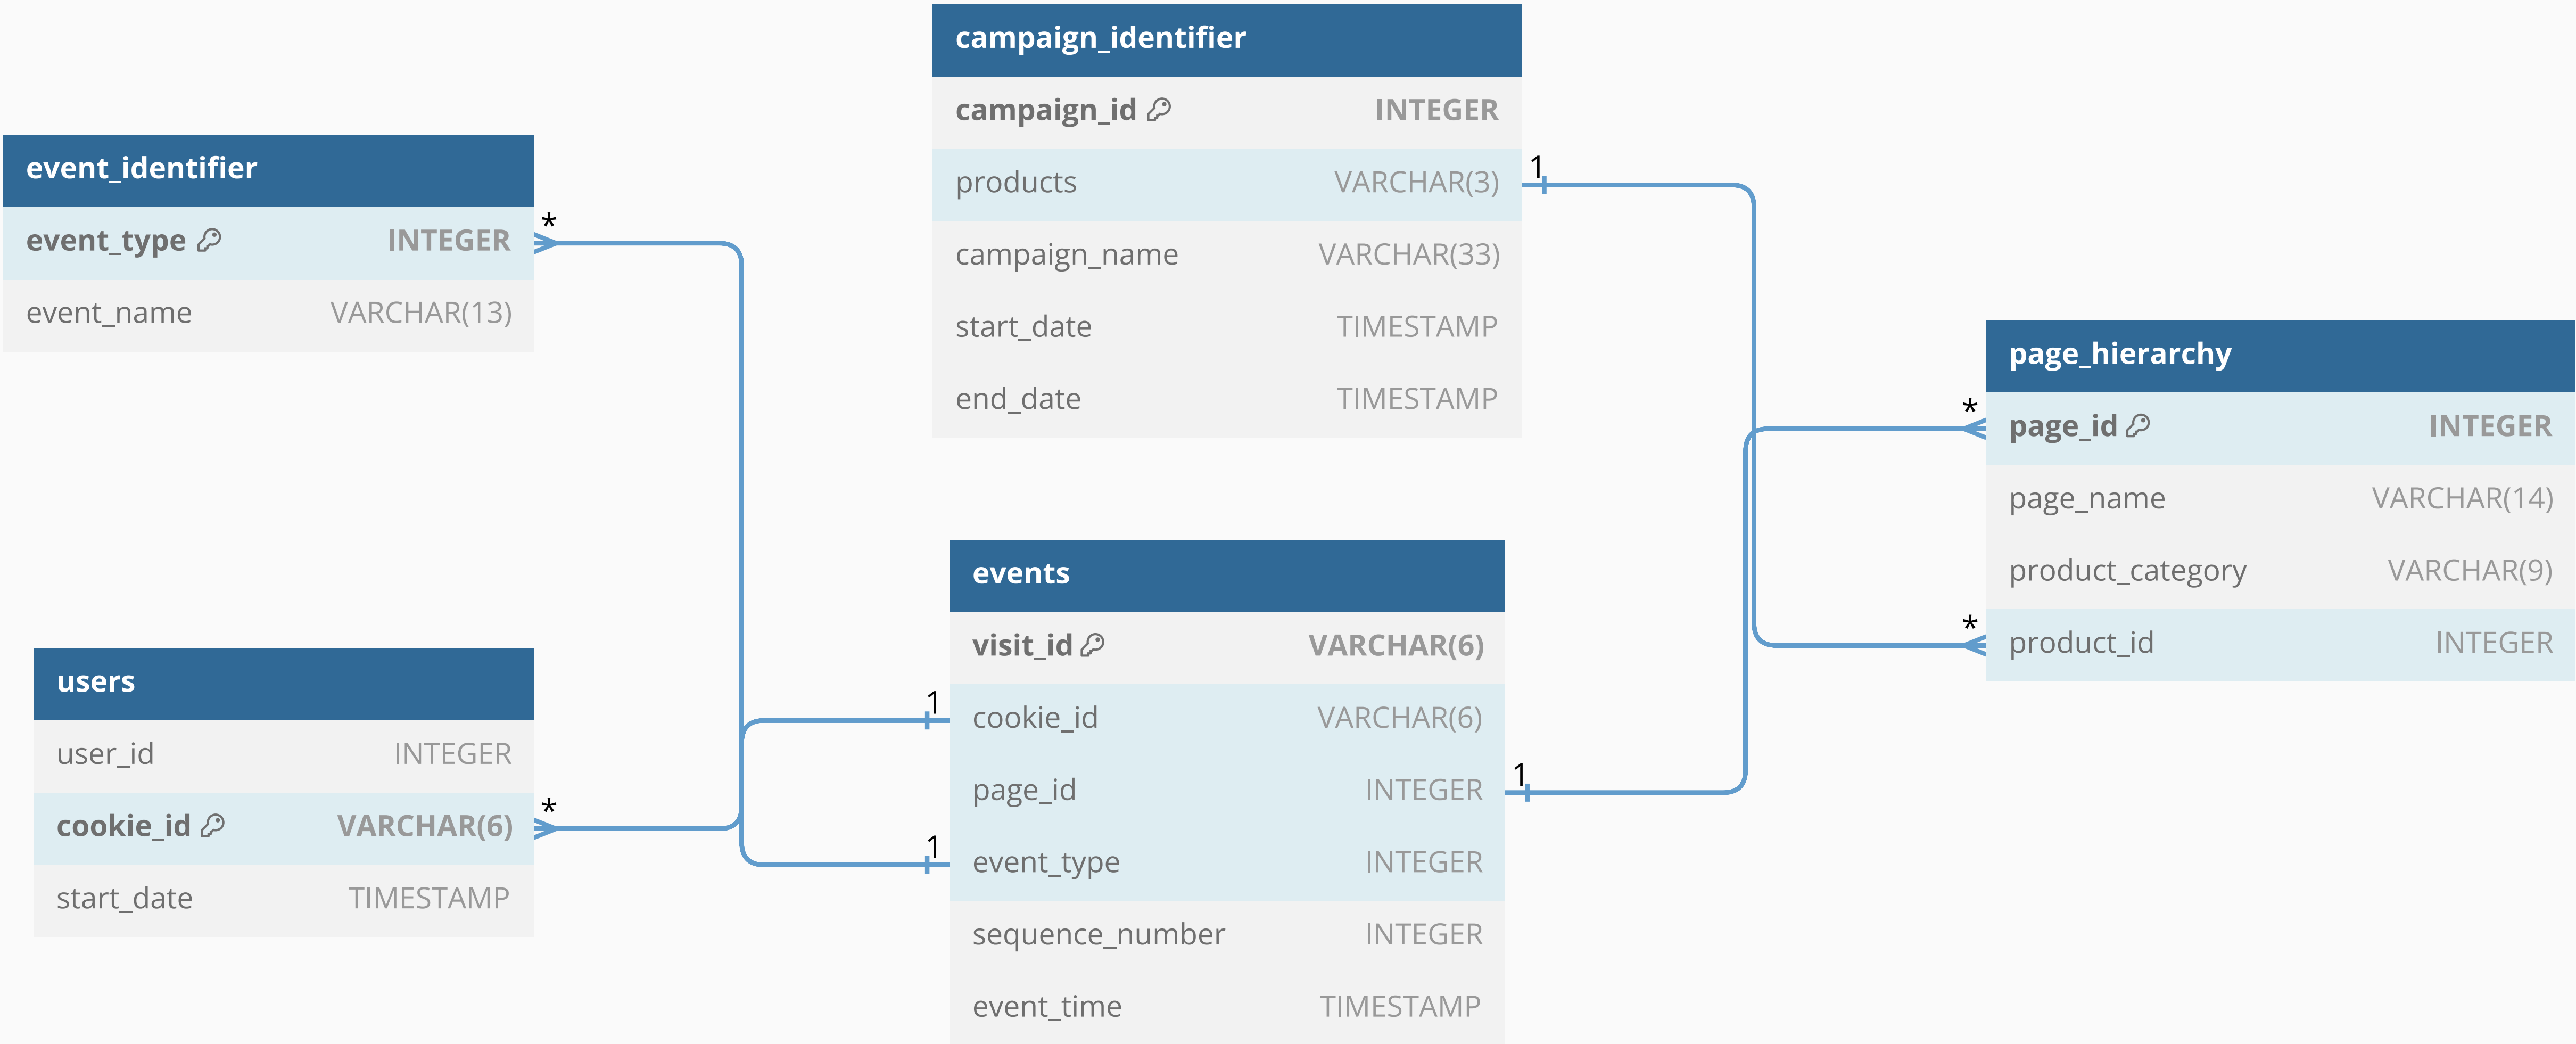 campaign_identifier
campaign_id INTEGER
products VARCHAR(3)
campaign_name VARCHAR(33)
start_date TIMESTAMP
end_date TIMESTAMP
1
event_identifier
event_type INTEGER
event_name VARCHAR(13)
*
page_hierarchy
page_id INTEGER
page_name VARCHAR(14)
product_category VARCHAR(9)
product_id INTEGER
*
*
events
visit_id VARCHAR(6)
cookie_id VARCHAR(6)
page_id INTEGER
event_type INTEGER
sequence_number INTEGER
event_time TIMESTAMP
1
1
1
users
user_id INTEGER
cookie_id VARCHAR(6)
start_date TIMESTAMP
*